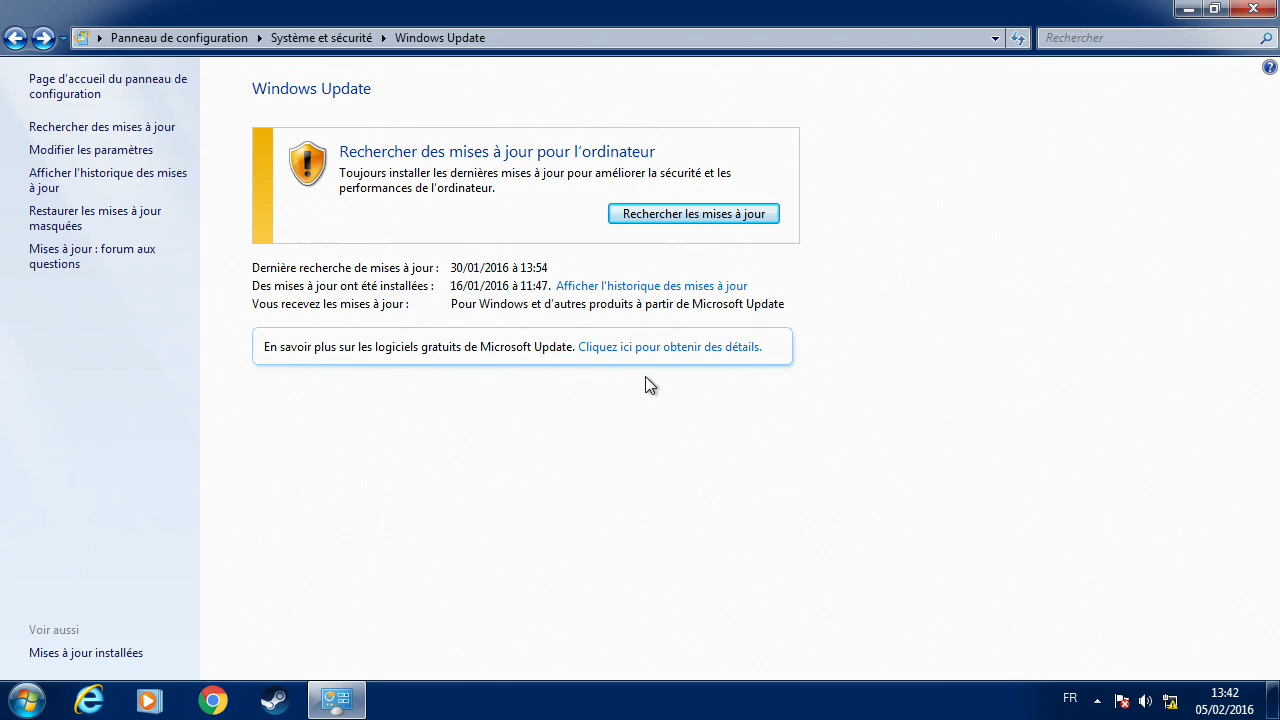 Panneau de configuration
Système et sécurité
Windows Update
Rechercher
Page d'accueil du panneau de
configuration
Rechercher des mises à jour
Modifier les paramètres
Afficher l'historique des mises
à jour
Restaurer les mises à jour
masquées
Mises à jour : forum aux
questions
Voir aussi
Mises à jour installées
Windows Update
Rechercher des mises à jour pour l'ordinateur
Toujours installer les dernières mises à jour pour améliorer la sécurité et les
performances de l'ordinateur.
Rechercher les mises à jour
Dernière recherche de mises à jour : 30/01/2016 à 13:54
Des mises à jour ont été installées : 16/01/2016 à 11:47. Afficher l'historique des mises à jour
Vous recevez les mises à jour : Pour Windows et d'autres produits à partir de Microsoft Update
En savoir plus sur les logiciels gratuits de Microsoft Update. Cliquez ici pour obtenir des détails.
FR
13:42
05/02/2016